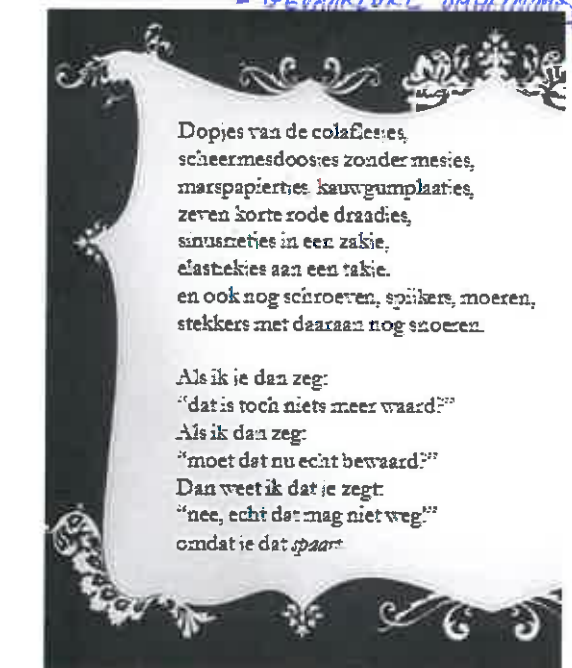 Dopjes van de colaflesjes,
scheermesdoosjes zonder mesjes,
marspapiertjes, kauwgumplaatjes,
zeven korte rode draadjes,
in een zakje,
elastiekjes aan een takje.
en ook nog schroeven, spijkers, moeren,
stekkers met daaraan nog snoeren.

Als ik je dan zeg:
"dat is toch niets meer waard?"
Als ik dan zeg:
"moet dat nu echt bewaard?"
Dan weet ik dat je zegt:
"nee, echt dat mag niet weg!"
omdat je dat spaart.